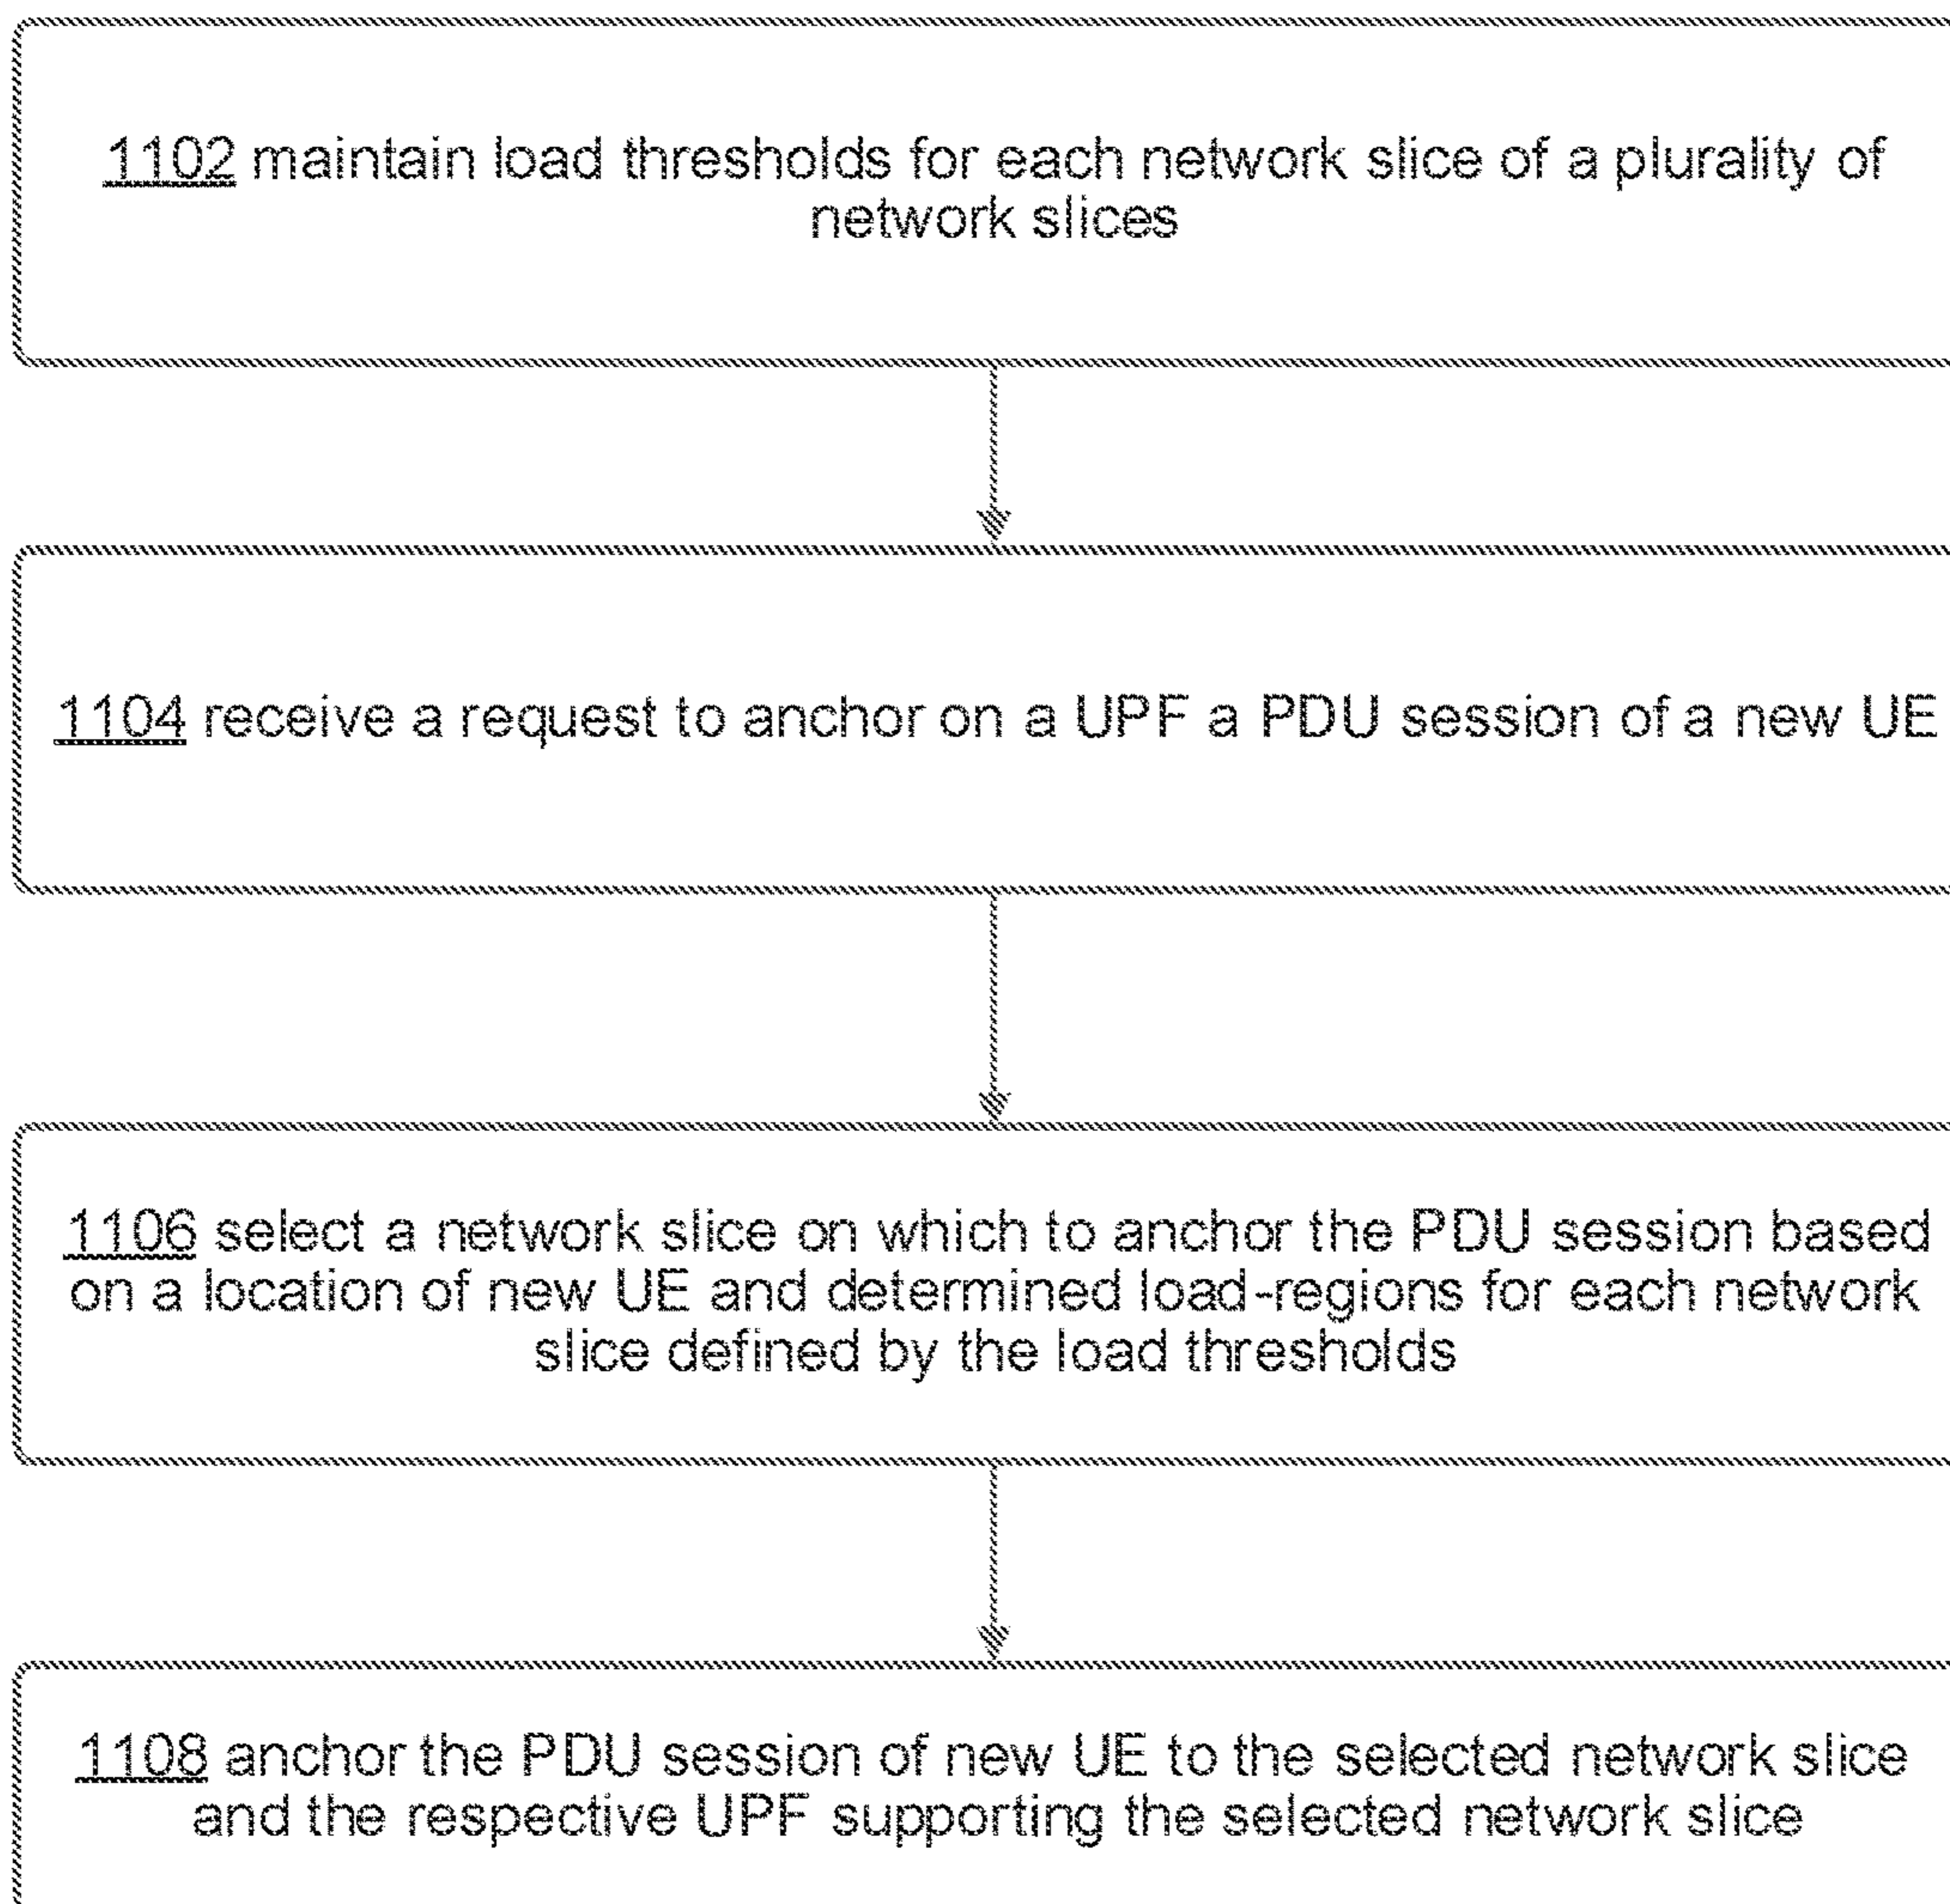 1102 maintain load thresholds for each network slice of a plurality of
network slices
1104 receive a request to anchor on a UPF a PDU session of a new UE
1106 select a network slice on which to anchor the PDU session based
on a location of new UE and determined load-regions for each network
slice defined by the load thresholds
1108 anchor the PDU session of new UE to the selected network slice
and the respective UPF supporting the selected network slice